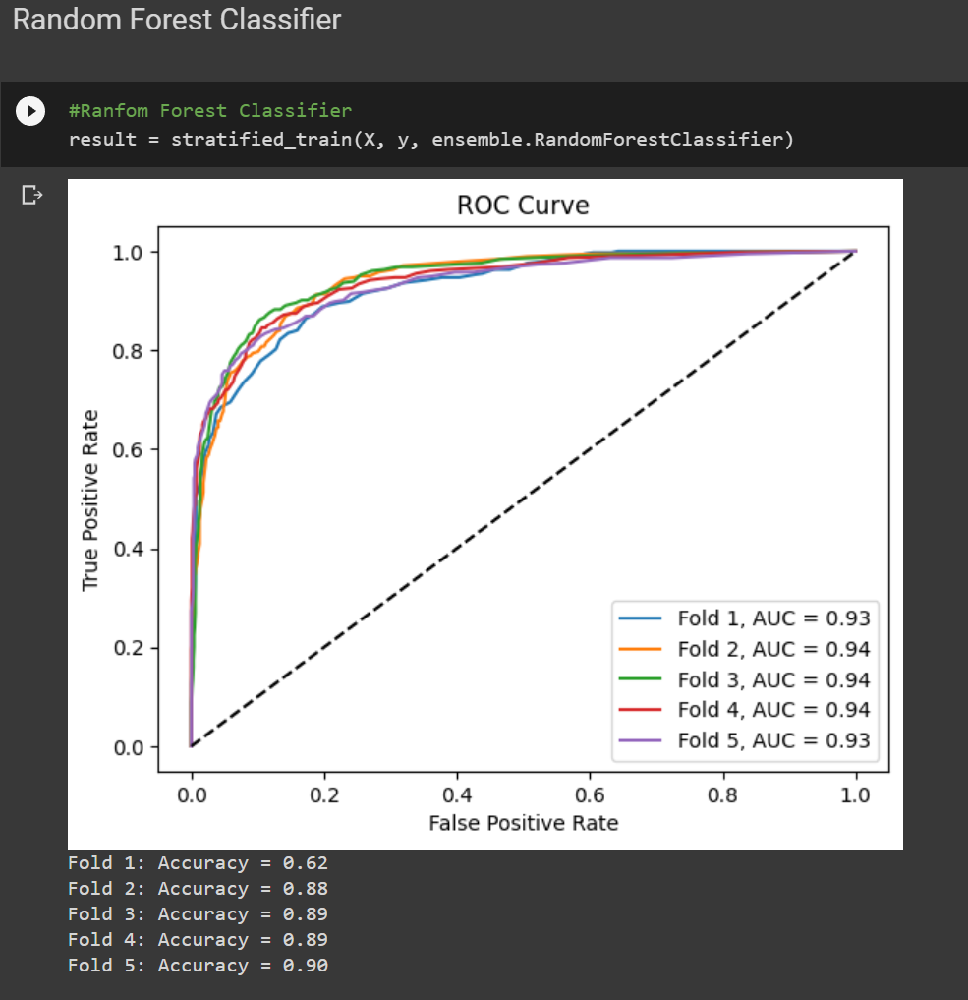 Random Forest Classifier
#Ranfom Forest Classifier
result = stratified_train(X, y, ensemble.RandomForestClassifier)
ROC Curve
1.0
0.8
0.6
0.4
0.2
0.0
True Positive Rate
Fold 1, AUC = 0.93
Fold 2, AUC = 0.94
Fold 3, AUC = 0.94
Fold 4, AUC = 0.94
Fold 5, AUC = 0.93
0.0 0.2 0.4 0.6 0.8 1.0
False Positive Rate
Fold 1: Accuracy = 0.62
Fold 2: Accuracy = 0.88
Fold 3: Accuracy = 0.89
Fold 4: Accuracy = 0.89
Fold 5: Accuracy = 0.90